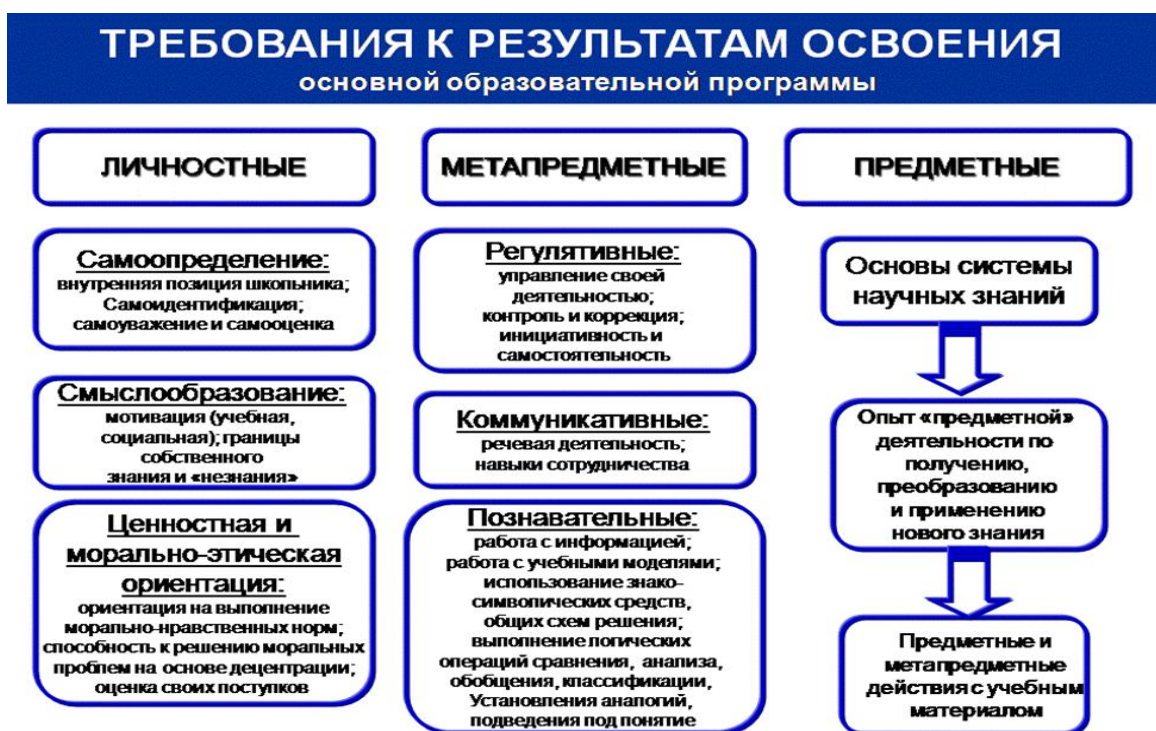 ТРЕБОВАНИЯ К РЕЗУЛЬТАТАМ ОСВОЕНИЯ
основной образовательной программы
ЛИЧНОСТНЫЕ
Самоопределение:
внутренняя позиция школьника;
Самоидентификация;
самоуважение и самооценка
Смыслообразование:
мотивация (учебная,
социальная); границы
собственного
знания и «незнания»
Ценностная и
морально-этическая
ориентация:
ориентация на выполнение
морально-нравственных норм;
способность к решению моральных
проблем на основе децентрации;
оценка своих поступков
МЕТАПРЕДМЕТНЫЕ
Регулятивные:
управление своей
деятельностью;
контроль и коррекция;
инициативность и
самостоятельность
Коммуникативные:
речевая деятельность;
навыки сотрудничества
Познавательные:
работа с информацией;
работа с учебными моделями;
использование знако-
символических средств,
общих схем решения;
выполнение логических
операций сравнения, анализа,
обобщения, классификации,
Установления аналогий,
подведения под понятие
ПРЕДМЕТНЫЕ
Основы системы
научных знаний
Опыт «предметной»
деятельности по
получению,
преобразованию
и применению
нового знания
Предметные и
метапредметные
действия с учебным
материалом